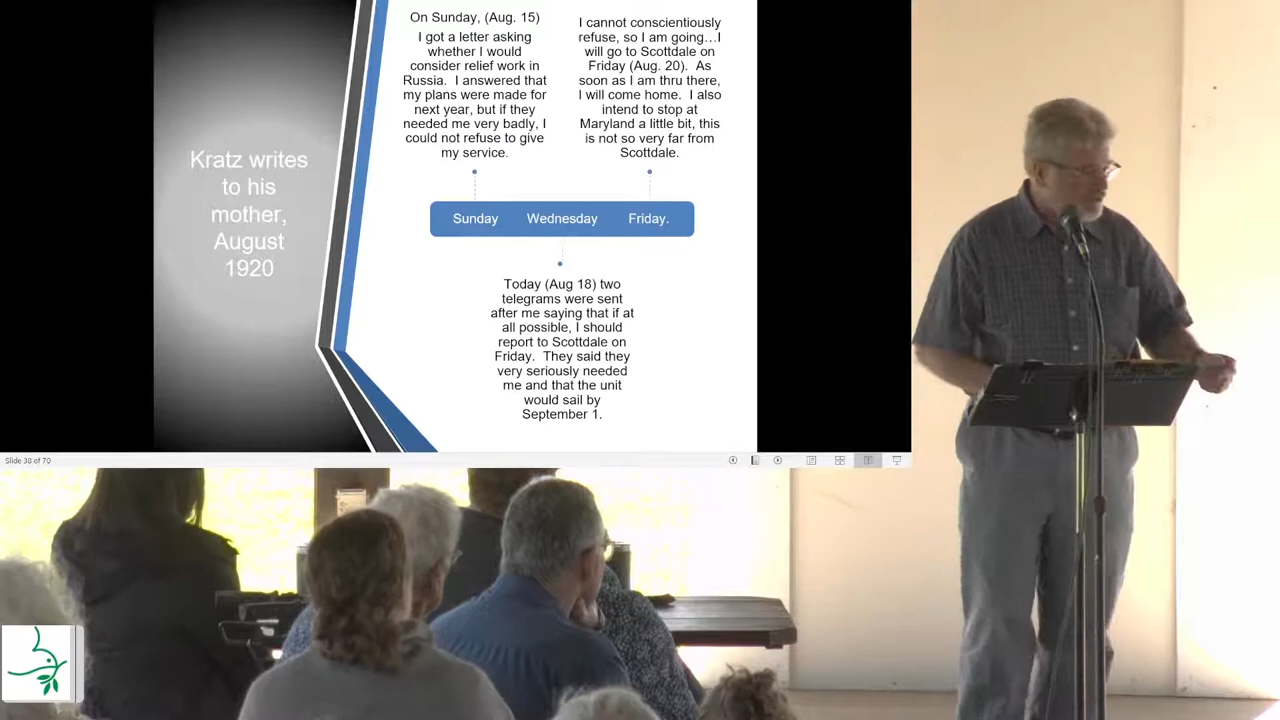 Kratz writes
to his
mother,
August
1920
On Sunday, (Aug. 15)
I got a letter asking
whether I would
consider relief work in
Russia. I answered that
my plans were made for
next year, but if they
needed me very badly, I
could not refuse to give
my service.
I cannot conscientiously
refuse, so I am going…I
will go to Scottdale on
Friday (Aug. 20). As
soon as I am thru there,
I will come home. I also
intend to stop at
Maryland a little bit, this
is not so very far from
Scottdale.
Sunday Wednesday Friday.
Today (Aug 18) two
telegrams were sent
after me saying that if at
all possible, I should
report to Scottdale on
Friday. They said they
very seriously needed
me and that the unit
would sail by
September 1.
Slide 38 of 70